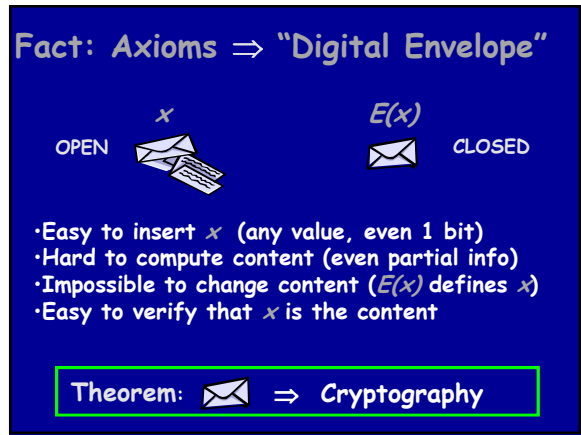 Fact: Axioms ⇒ “Digital Envelope”
x E(x)
OPEN CLOSED
•Easy to insert x (any value, even 1 bit)
•Hard to compute content (even partial info)
•Impossible to change content (E(x) defines x)
•Easy to verify that x is the content
Theorem: ⇒ Cryptography